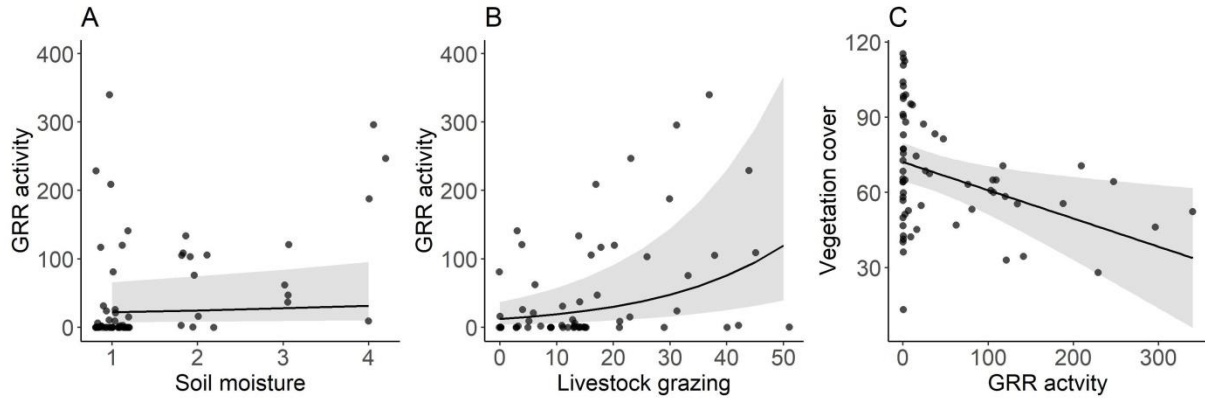 A
GRR activity
400
300
200
100
0
1 2 3 4
Soil moisture
B
GRR activity
400
300
200
100
0
0 10 20 30 40 50
Livestock grazing
C
Vegetation cover
120
90
60
30
0 100 200 300
GRR actvity